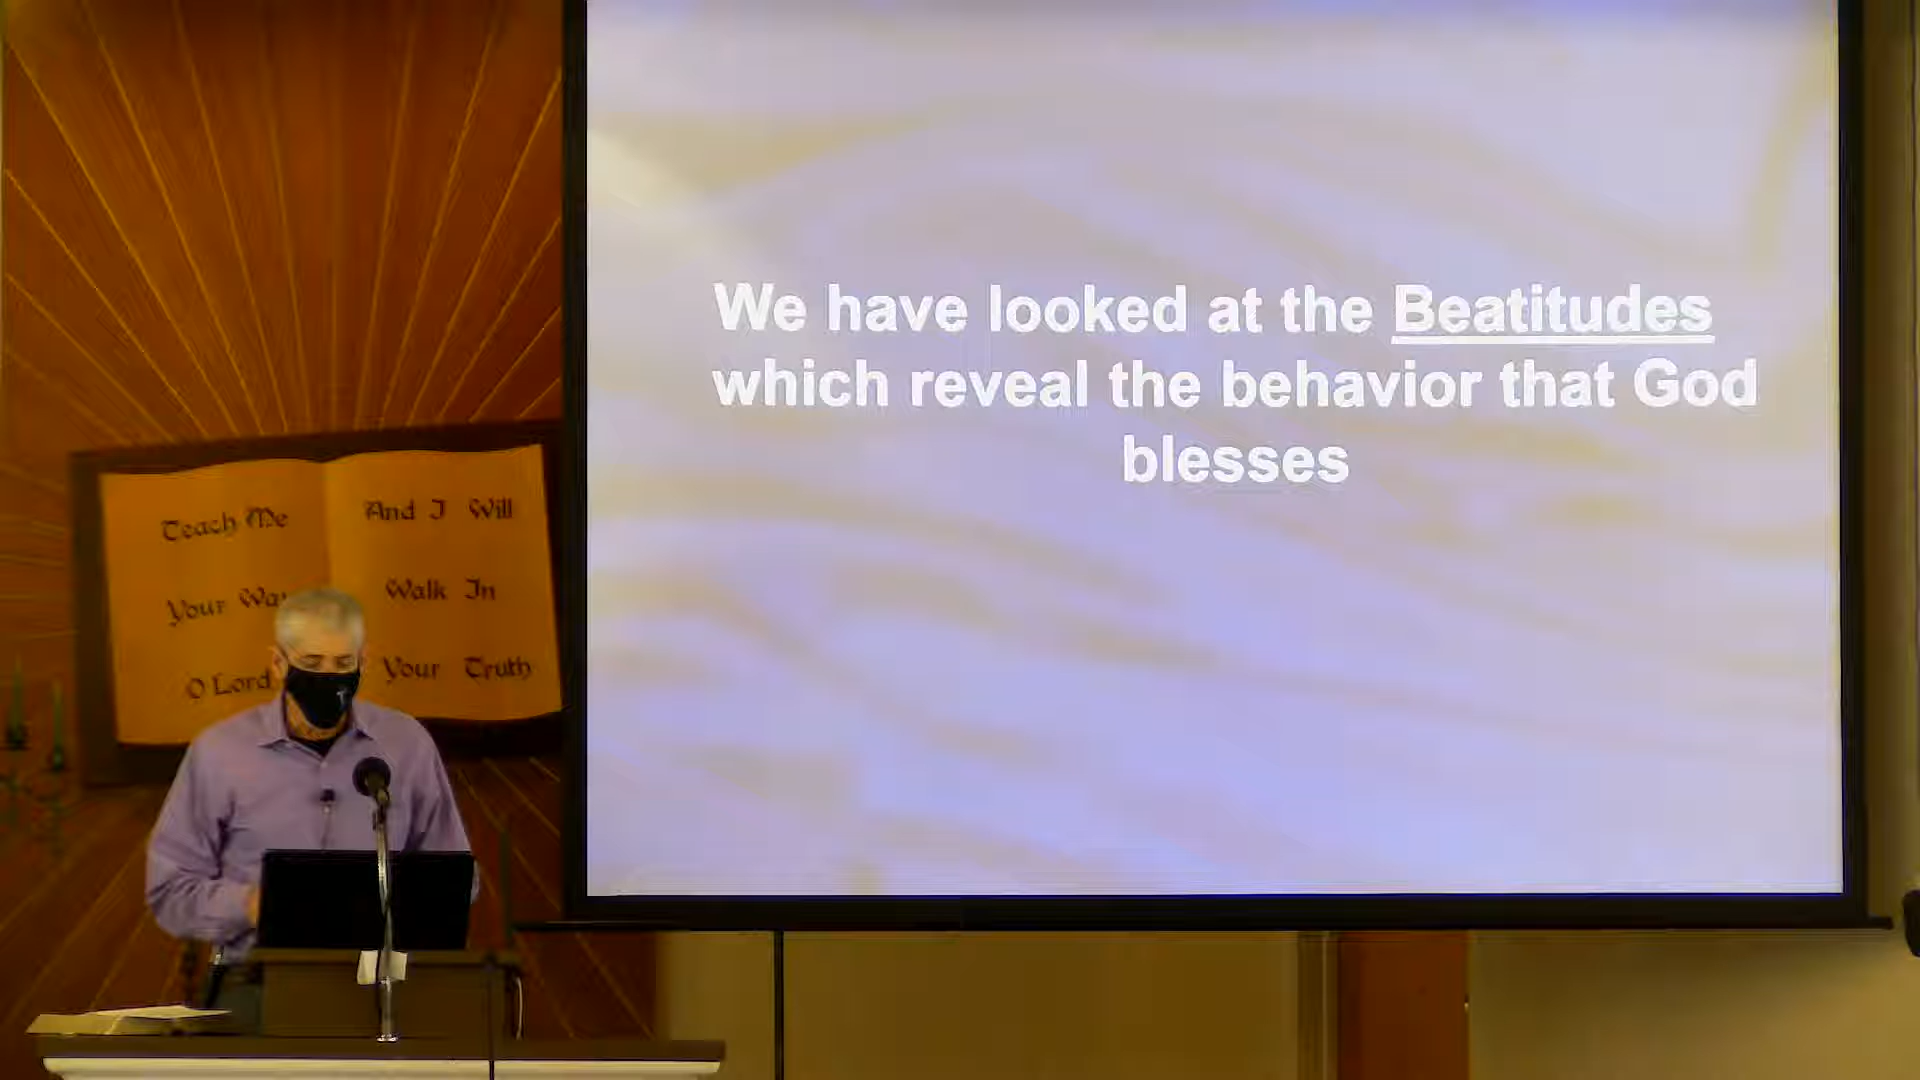 We have looked at the Beatitudes
which reveal the behavior that God
blesses
Teach Me
Your
O Lord
And I Will
Walk In
Your Truth